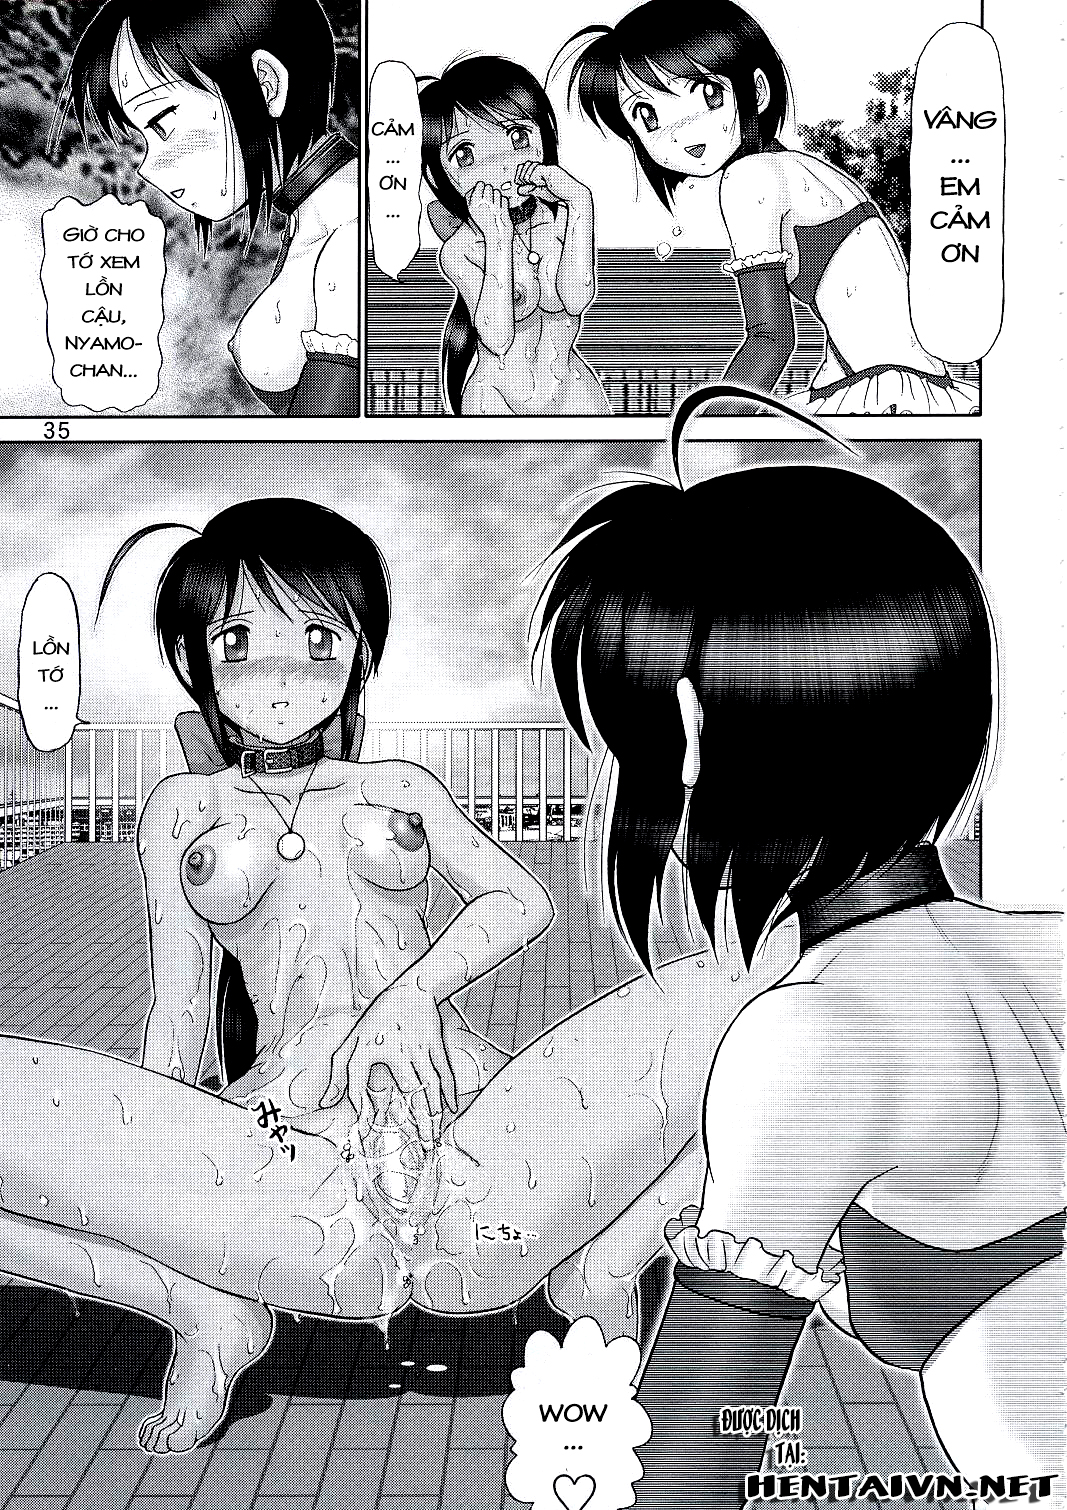 VÂNG
...
EM
CẢM
ƠN
CẢM
...
ƠN
...
GIỜ CHO
TỚ XEM
LỒN
CẬU,
NYAMO-
CHAN...
35
LỒN
TỚ
...
みゃッ
にちょ..
WOW
...
♡
ĐƯỢC DỊCH
TẠI:
HENTAIVN.NET